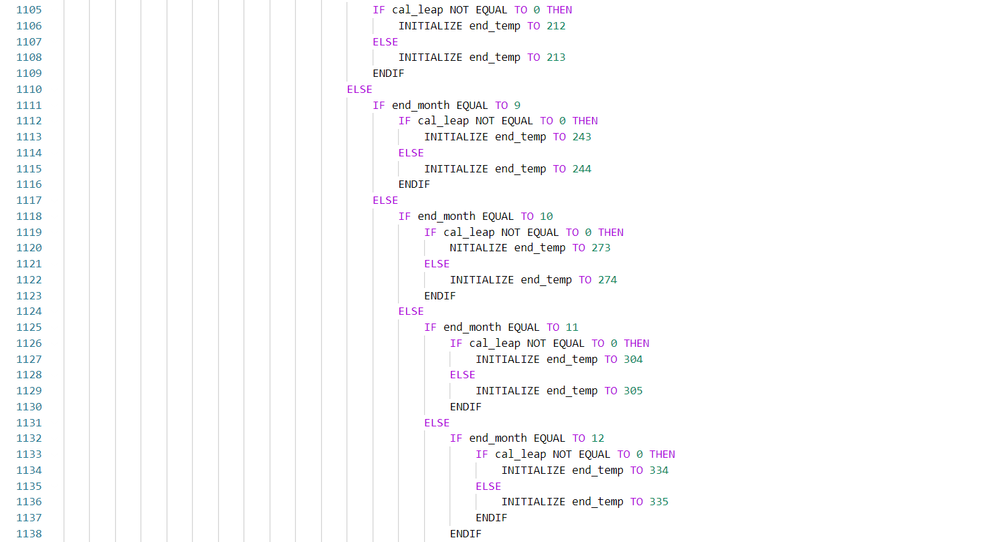 1105 IF cal_leap NOT EQUAL TO 0 THEN
1106 INITIALIZE end_temp TO 212
1107 ELSE
1108 INITIALIZE end_temp TO 213
1109 ENDIF
1110 ELSE
1111 IF end_month EQUAL TO 9
1112 IF cal_leap NOT EQUAL TO 0 THEN
1113 INITIALIZE end_temp TO 243
1114 ELSE
1115 INITIALIZE end_temp TO 244
1116 ENDIF
1117 ELSE
1118 IF end_month EQUAL TO 10
1119 IF cal_leap NOT EQUAL TO 0 THEN
1120 NITIALIZE end_temp TO 273
1121 ELSE
1122 INITIALIZE end_temp TO 274
1123 ENDIF
1124 ELSE
1125 IF end_month EQUAL TO 11
1126 IF cal_leap NOT EQUAL TO 0 THEN
1127 INITIALIZE end_temp TO 304
1128 ELSE
1129 INITIALIZE end_temp TO 305
1130 ENDIF
1131 ELSE
1132 IF end_month EQUAL TO 12
1133 IF cal_leap NOT EQUAL TO 0 THEN
1134 INITIALIZE end_temp TO 334
1135 ELSE
1136 INITIALIZE end_temp TO 335
1137 ENDIF
1138 ENDIF